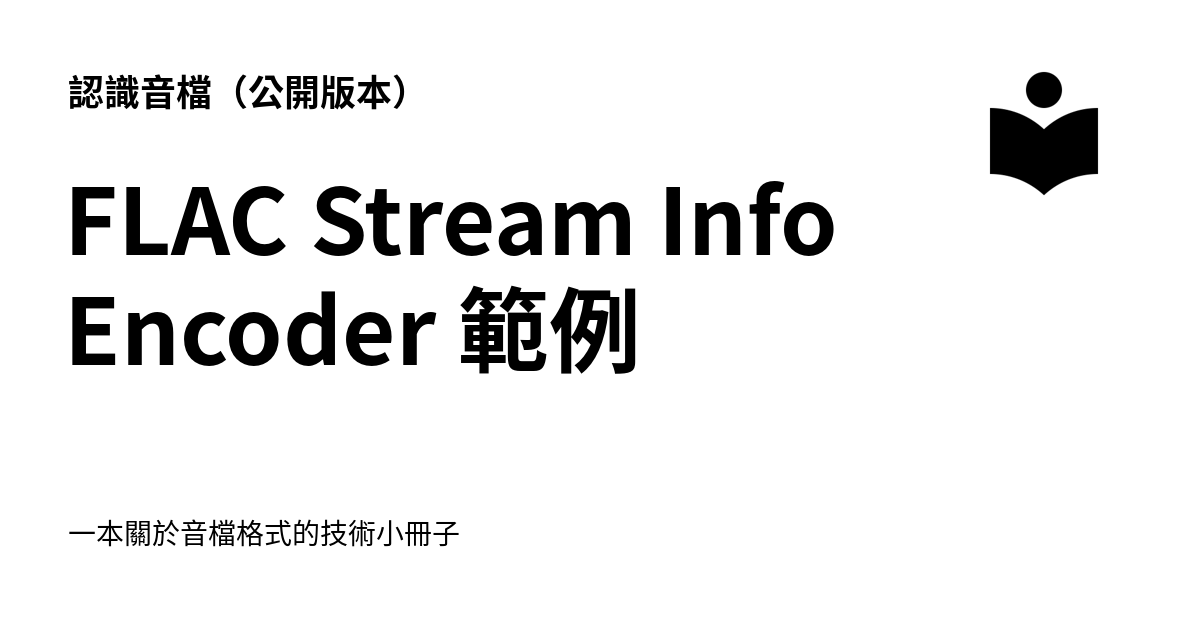 認識音檔（公開版本）
FLAC Stream Info
Encoder 範例
一本關於音檔格式的技術小冊子